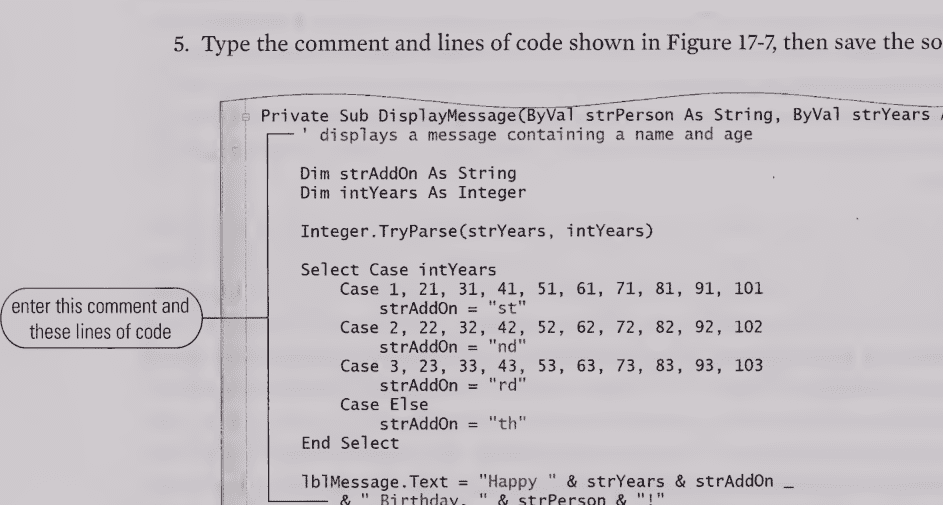 5. Type the comment and lines of code shown in Figure 17-7, then save the so
Private Sub DisplayMessage(ByVal strPerson As String, ByVal strYears
' displays a message containing a name and age
Dim strAddOn As String
Dim intYears As Integer
Integer.TryParse(strYears, intYears)
Select Case intYears
Case 1, 21, 31, 41, 51, 61, 71, 81, 91, 101
strAddOn = "st"
Case 2, 22, 32, 42, 52, 62, 72, 82, 92, 102
strAddOn = "nd"
Case 3, 23, 33, 43, 53, 63, 73, 83, 93, 103
strAddOn = "rd"
Case Else
strAddOn = "th"
End Select
lblMessage.Text = "Happy " & strYears & strAddOn _
& " Birthday, " & strPerson & "!"
enter this comment and
these lines of code